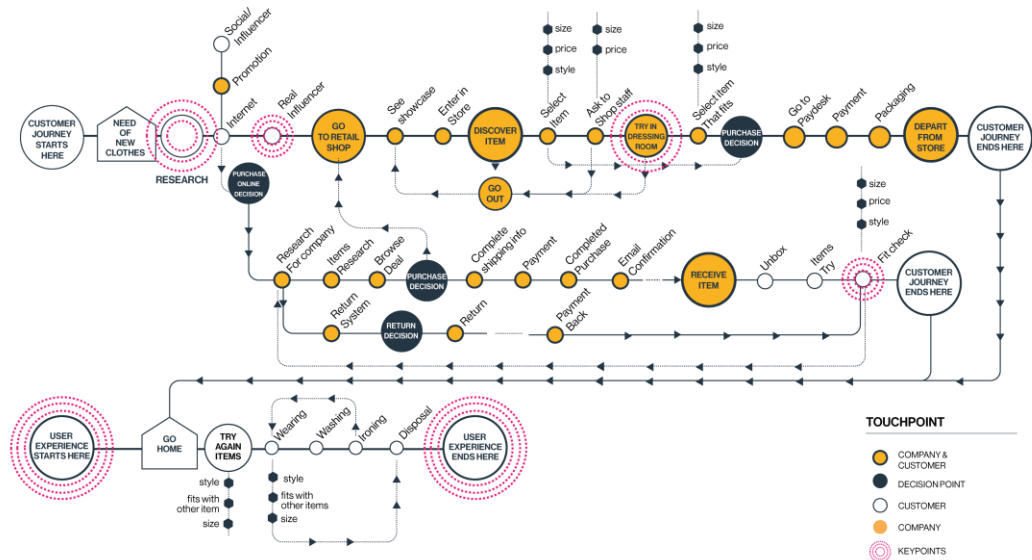 Social/
Influencer
Promotion
Internet
Real
Influencer
CUSTOMER
JOURNEY
STARTS
HERE
NEED
OF
NEW
CLOTHES
RESEARCH
PURCHASE
ONLINE
DECISION
GO
TO RETAIL
SHOP
See
showcase
Enter in
Store
DISCOVER
ITEM
GO
OUT
size
price
style
Select
Item
size
price
style
Ask to
Shop staff
TRY IN
DRESSING
ROOM
size
price
style
Select item
That fits
PURCHASE
DECISION
Go to
Paydesk
Payment
Packaging
DEPART
FROM
STORE
CUSTOMER
JOURNEY
ENDS HERE
Research
For company
Items
Research
Browse
Deal
PURCHASE
DECISION
Complete
shipping info
Payment
Completed
Purchase
Email
Confirmation
RECEIVE
ITEM
Unbox
Items
Try
size
price
style
Fit check
CUSTOMER
JOURNEY
ENDS HERE
Return
System
RETURN
DECISION
Return
Payment
Back
USER
EXPERIENCE
STARTS HERE
GO
HOME
TRY
AGAIN
ITEMS
style
fits with
other item
size
Wearing
Washing
Ironing
Disposal
style
fits with
other items
size
USER
EXPERIENCE
ENDS HERE
TOUCHPOINT
COMPANY &
CUSTOMER
DECISION POINT
CUSTOMER
COMPANY
KEYPOINTS